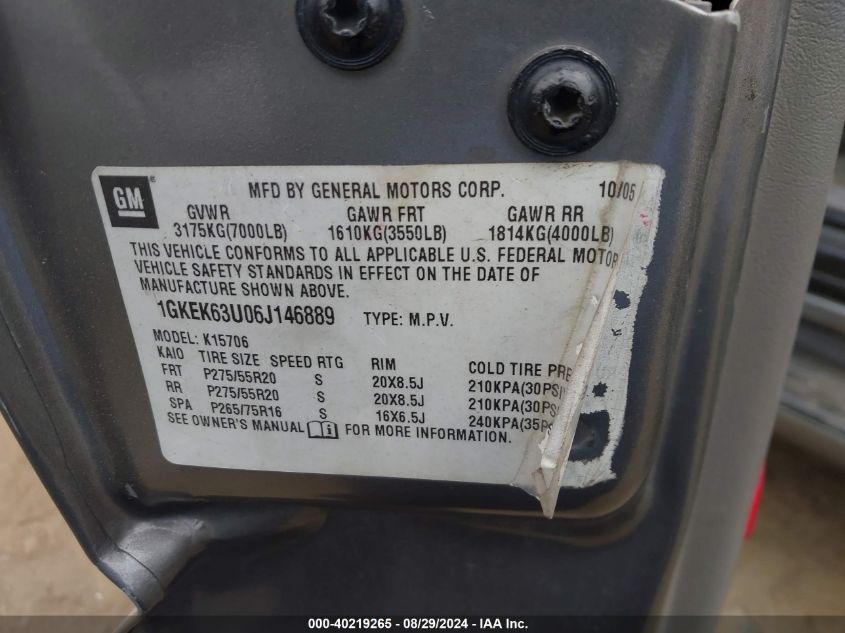 GM
MFD BY GENERAL MOTORS CORP. 10/05
GVWR GAWR FRT GAWR RR
3175KG(7000LB) 1610KG(3550LB) 1814KG(4000LB)
THIS VEHICLE CONFORMS TO ALL APPLICABLE U.S. FEDERAL MOTOR
VEHICLE SAFETY STANDARDS IN EFFECT ON THE DATE OF
MANUFACTURE SHOWN ABOVE.
1GKEK63U06J146889 TYPE: M.P.V.
MODEL: K15706
KAIO TIRE SIZE SPEED RTG RIM COLD TIRE PRE
FRT P275/55R20 S 20X8.5J 210KPA(30PSI
RR P275/55R20 S 20X8.5J 210KPA(30PSI
SPA P265/75R16 S 16X6.5J 240KPA(35PS
SEE OWNER'S MANUAL i FOR MORE INFORMATION.
000-40219265 - 08/29/2024 - IAA Inc.